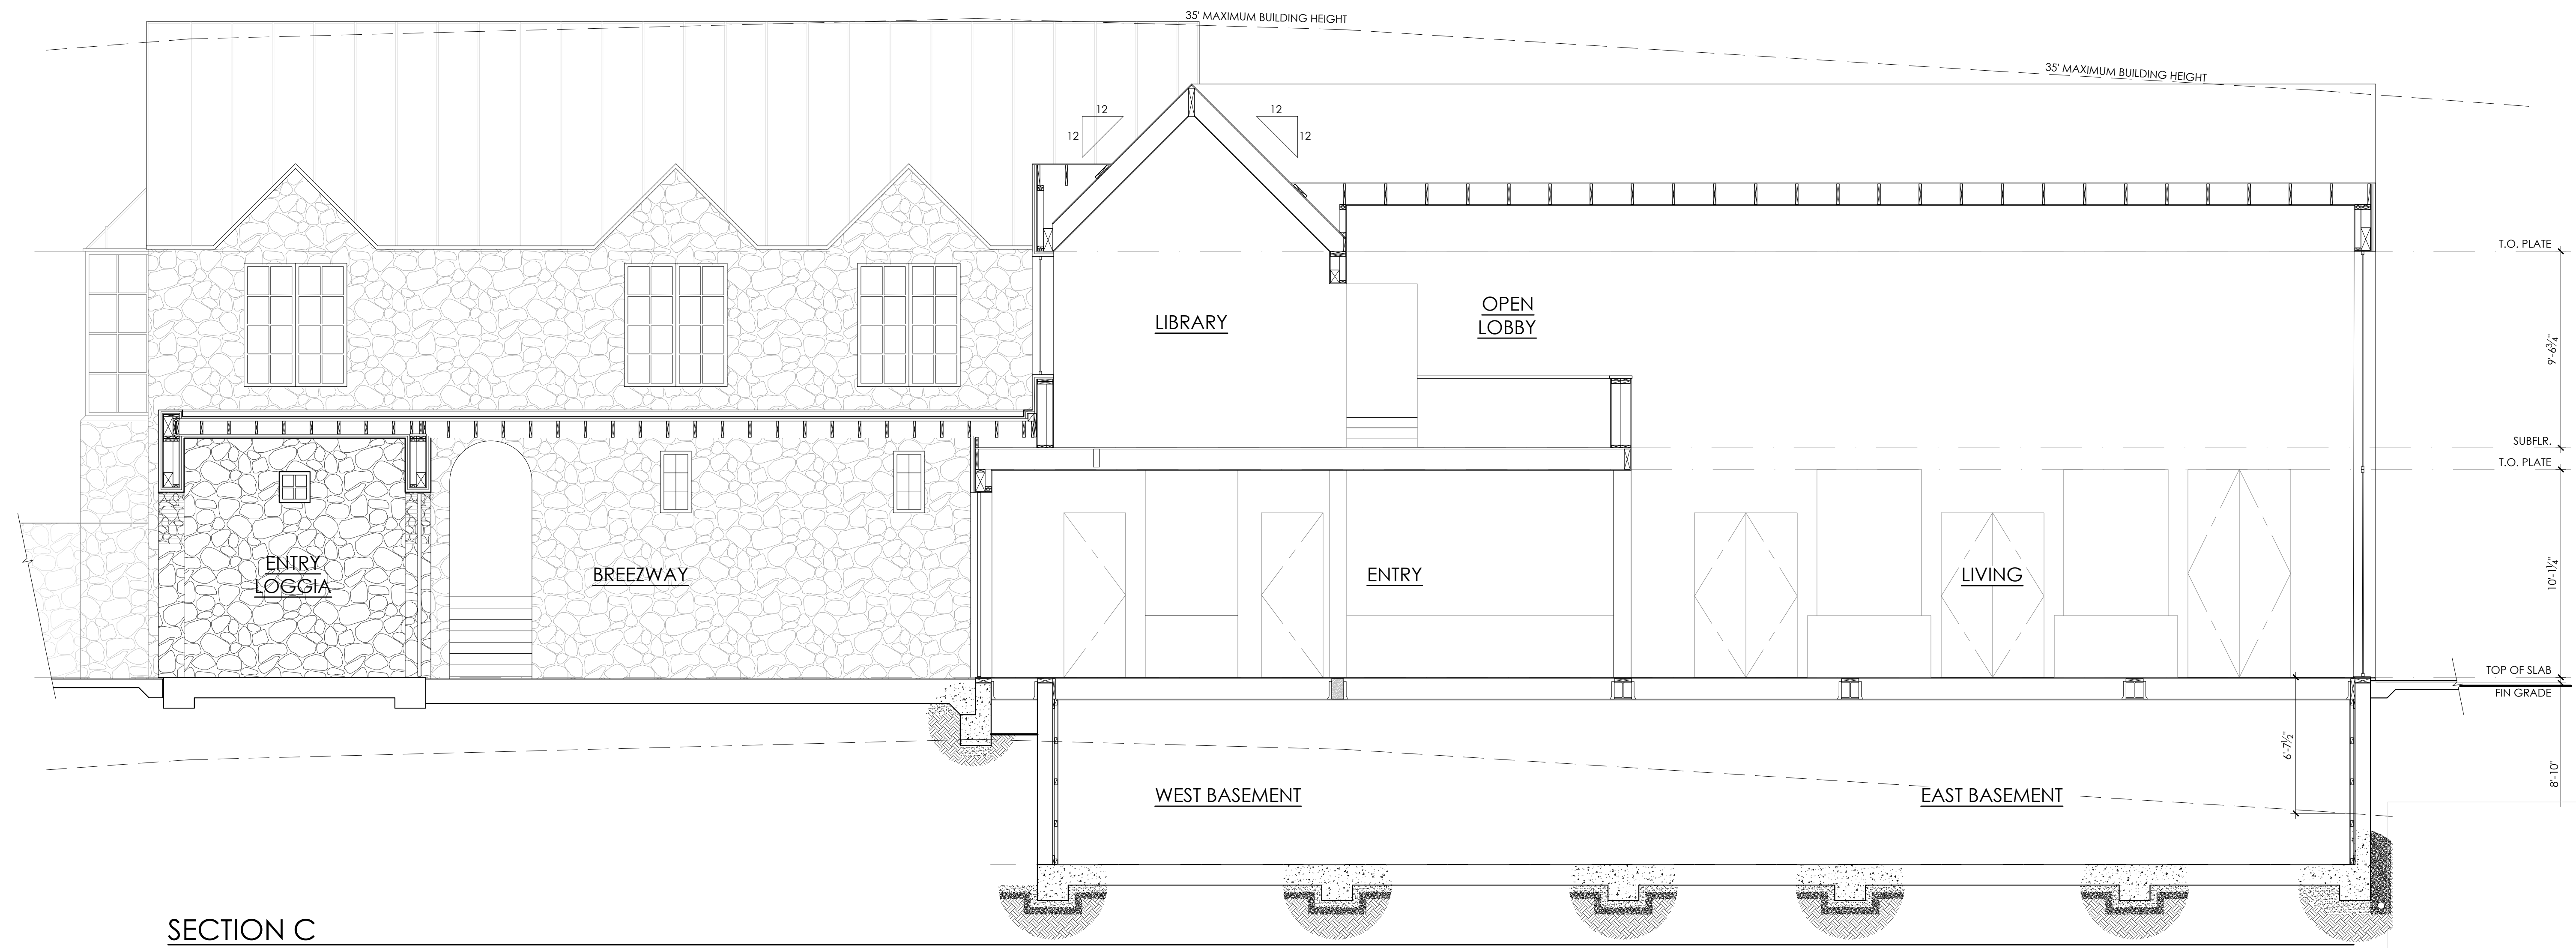 35' MAXIMUM BUILDING HEIGHT
35' MAXIMUM BUILDING HEIGHT
12
12
12
12
T.O. PLATE
LIBRARY
OPEN
LOBBY
9'-6¾"
SUBFLR.
T.O. PLATE
ENTRY
LOGGIA
BREEZWAY
ENTRY
LIVING
10'-1¼"
TOP OF SLAB
FIN GRADE
6'-7½"
8'-10"
WEST BASEMENT
EAST BASEMENT
SECTION C